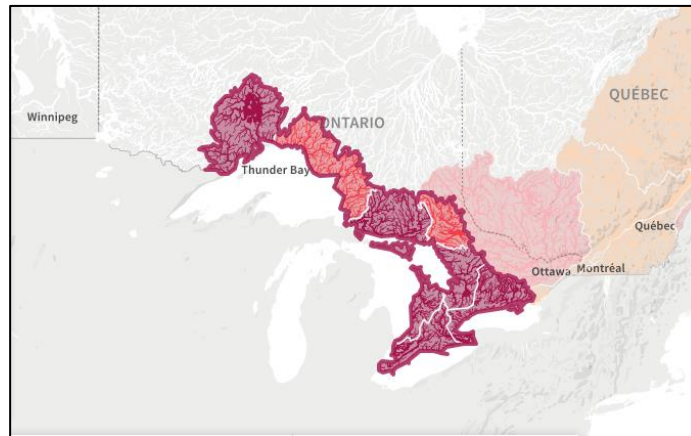 QUÉBEC
Winnipeg
ONTARIO
Thunder Bay
Québec
Ottawa
Montréal